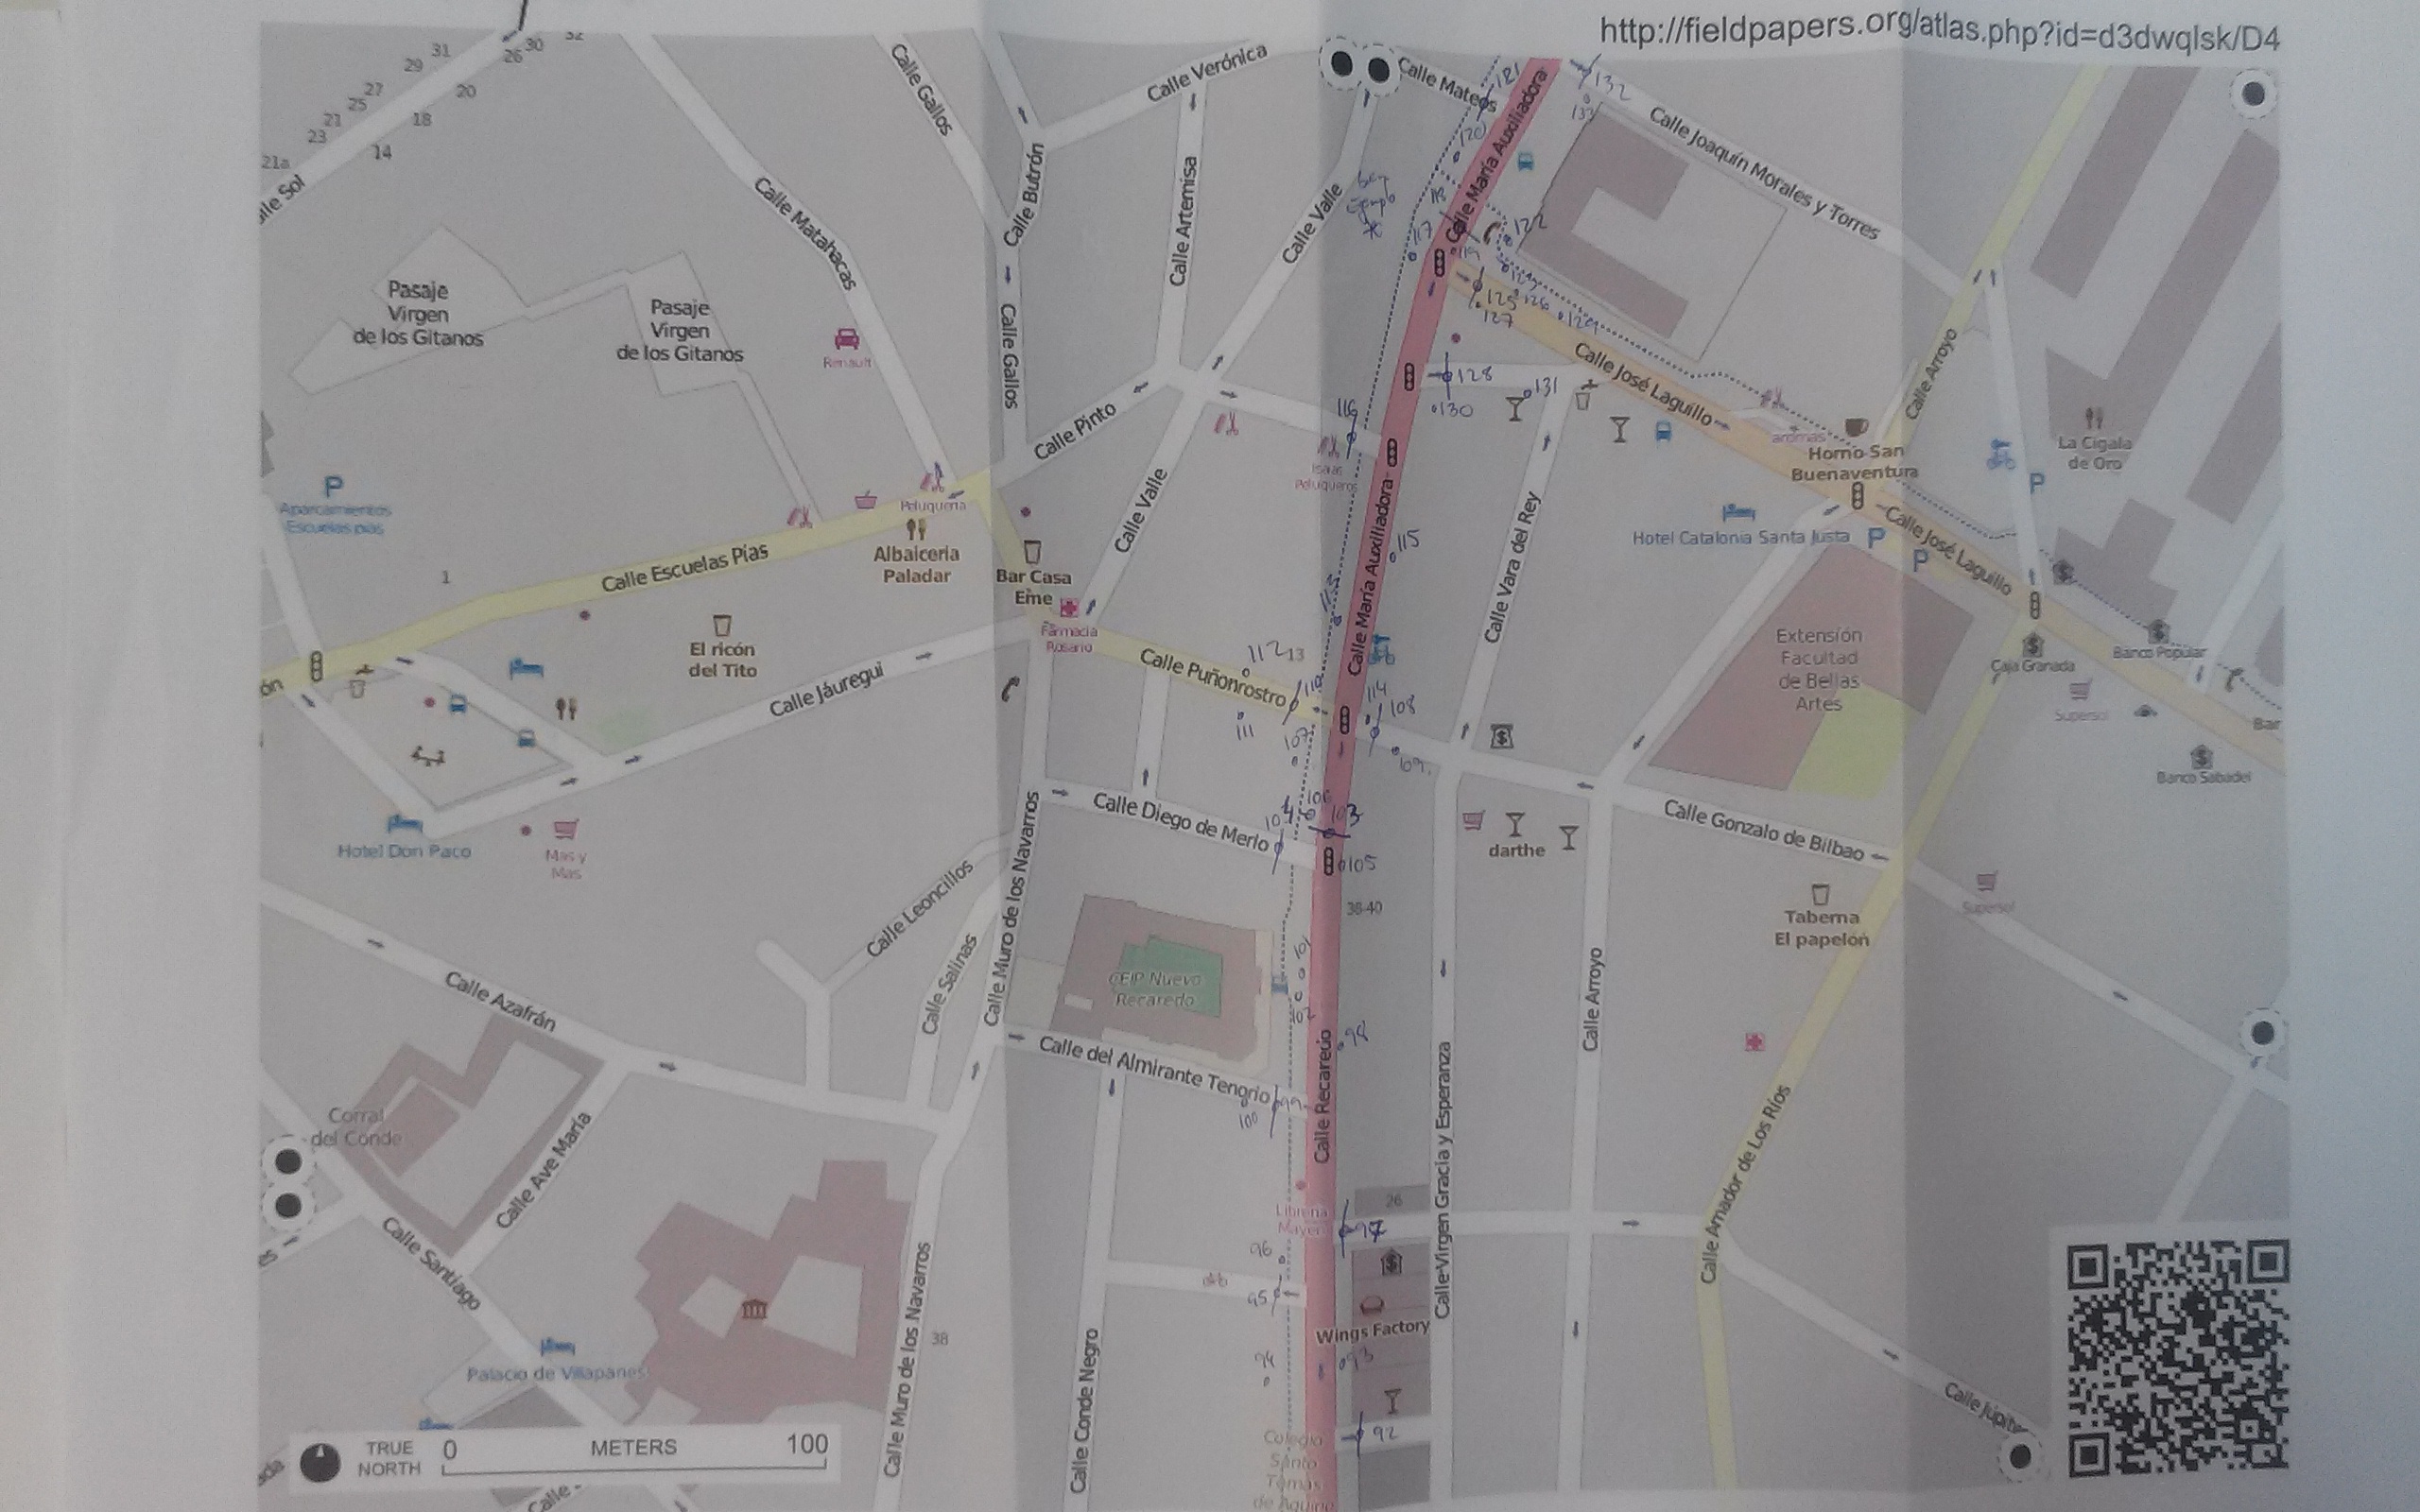 http://fieldpapers.org/atlas.php?id=d3dwqlsk/D4
31
30
32
26
29
27
25
20
21
18
23
14
21a
Calle Gallos
Calle Verónica
Calle Mateos
121
132
133
120
Calle María Auxiliadora
Calle Joaquín Morales y Torres
Calle Matahacas
Calle Butrón
Calle Artemisa
Calle Valle
118
117
122
119
Pasaje
Virgen
de los Gitanos
Pasaje
Virgen
de los Gitanos
Renault
Calle Gallos
125
126
127
129
128
131
130
Calle José Laguillo
Calle Arroyo
Calle Pinto
116
Isaias
Peluqueros
aromas
Horno San
Buenaventura
La Cigala
de Oro
P
Aparcamientos
Escuelas pías
Peluquería
Albaiceria
Paladar
Calle Valle
Calle Vara del Rey
Hotel Catalonia Santa Justa
P
P
P
Calle José Laguillo
115
Calle María Auxiliadora
1
Calle Escuelas Pías
Bar Casa
Eme
Farmacia
Rosario
113
El ricón
del Tito
Calle Jáuregui
Calle Puñonrostro
112
13
110
111
107
114
108
109
Extensión
Facultad
de Bellas
Artes
Caja Granada
Banco Popular
Supersol
Bar
Banco Sabadel
ón
Hotel Don Paco
Mas y
Mas
Calle Diego de Merlo
104
106
103
105
darthe
Calle Gonzalo de Bilbao
38-40
Calle Leoncillos
Calle Salinas
Calle Muro de los Navarros
CEIP Nuevo
Recaredo
101
102
98
Calle Recaredo
Calle Arroyo
Taberna
El papelon
Supersol
Calle Azafrán
Calle del Almirante Tenorio
99
100
Corral
del Conde
Calle Ave María
Calle Santiago
Calle Virgen Gracia y Esperanza
Calle Amador de Los Ríos
26
Librería
97
96
95
Wings Factory
93
94
92
Calle Muro de los Navarros
38
Calle Conde Negro
Palacio de Villapanes
Colegio
Santo
Tomas
de Aquino
Calle Júpiter
TRUE
NORTH
0
METERS
100
Calle